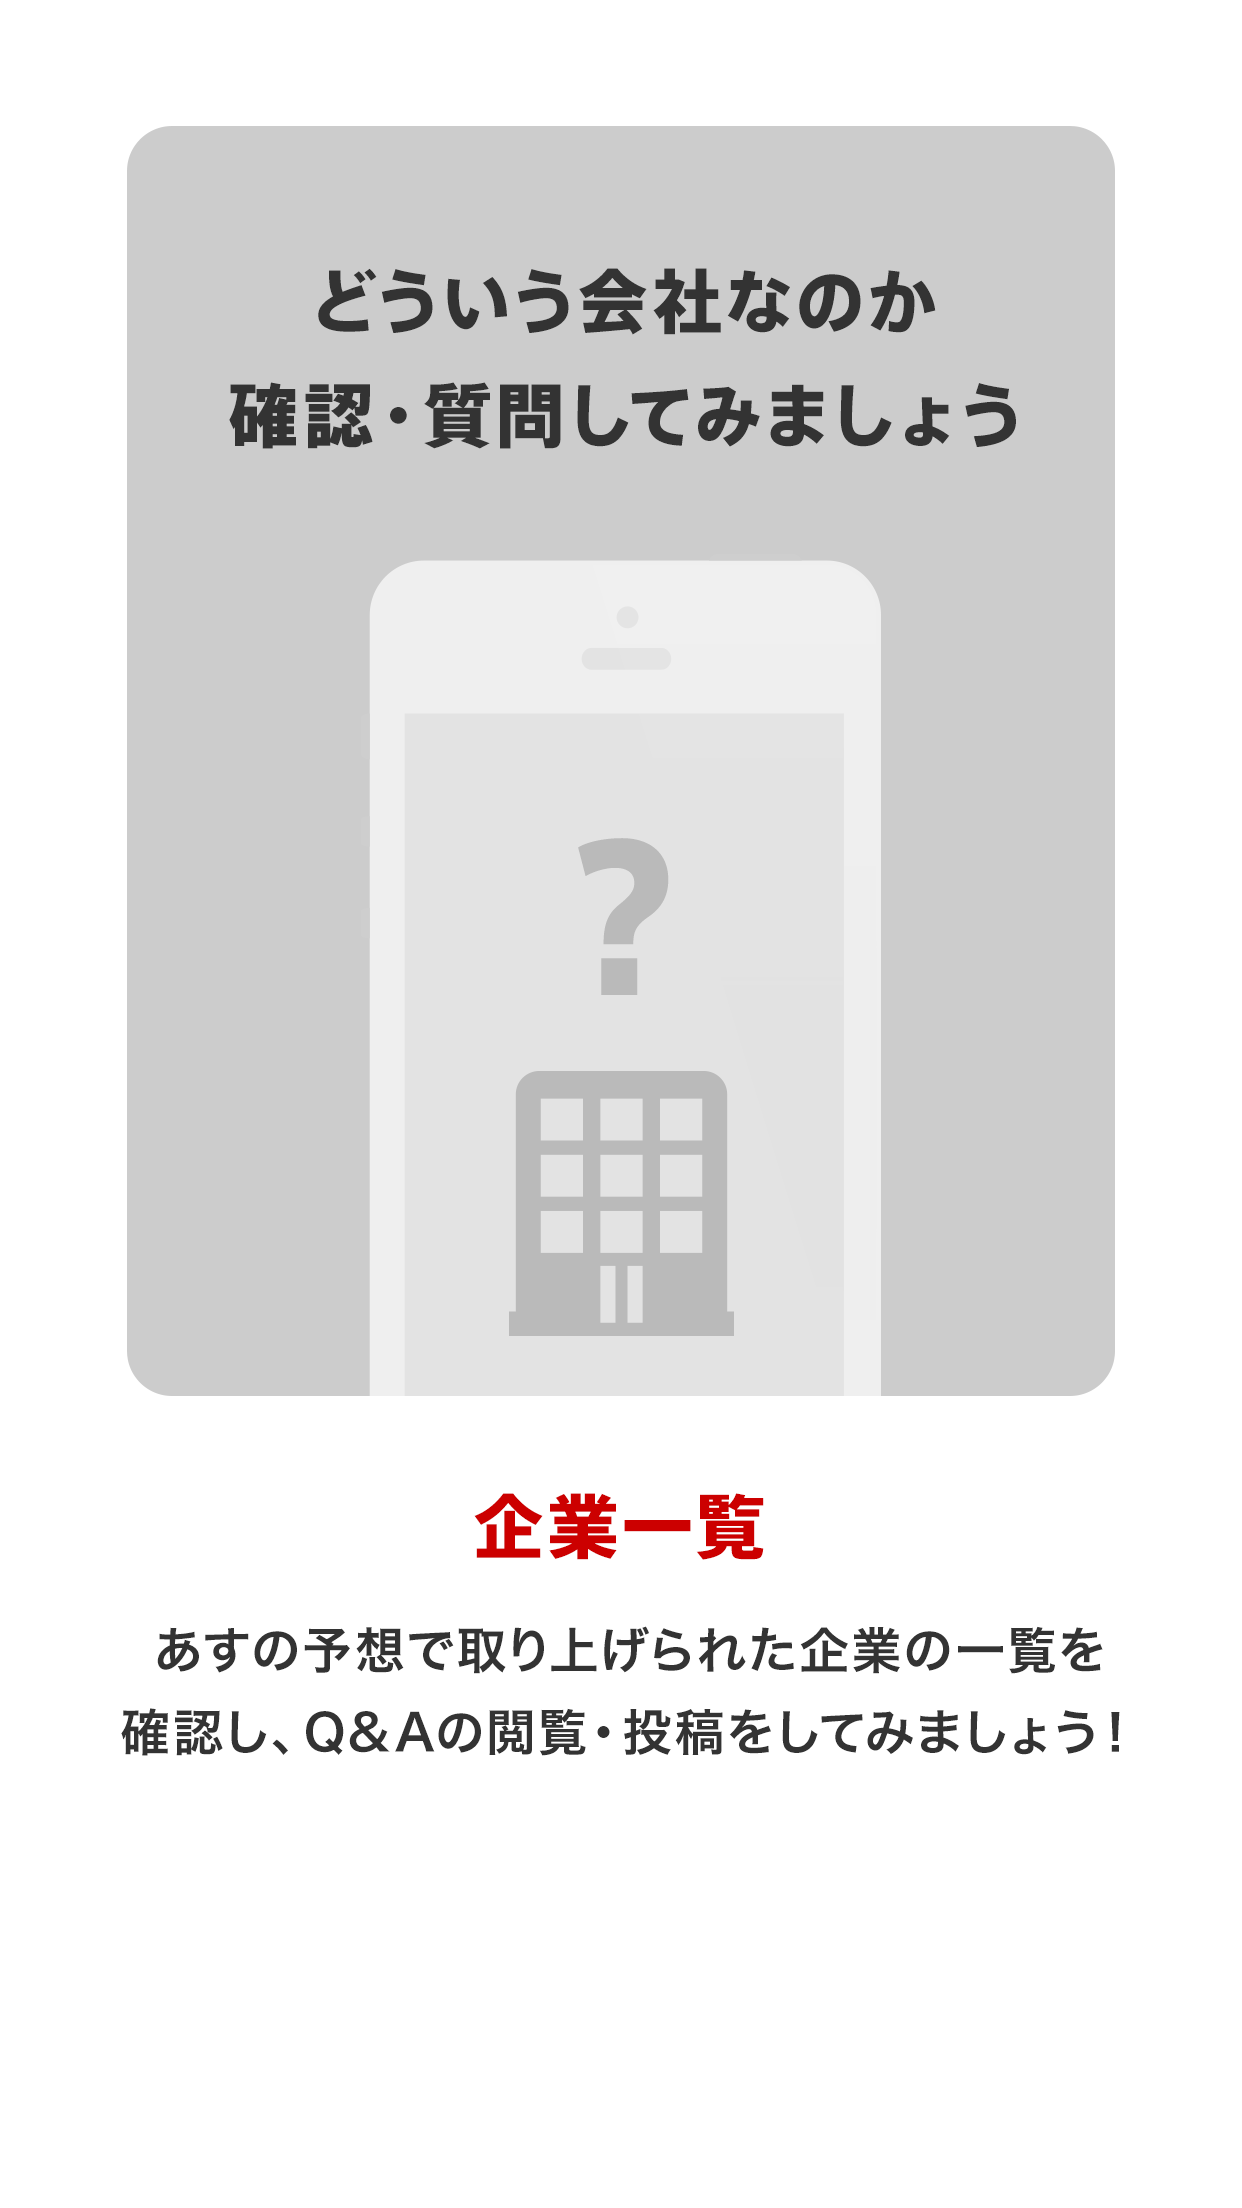 どういう会社なのか
確認・質問してみましょう
?
企業一覧
あすの予想で取り上げられた企業の一覧を
確認し、Q&Aの閲覧・投稿をしてみましょう!